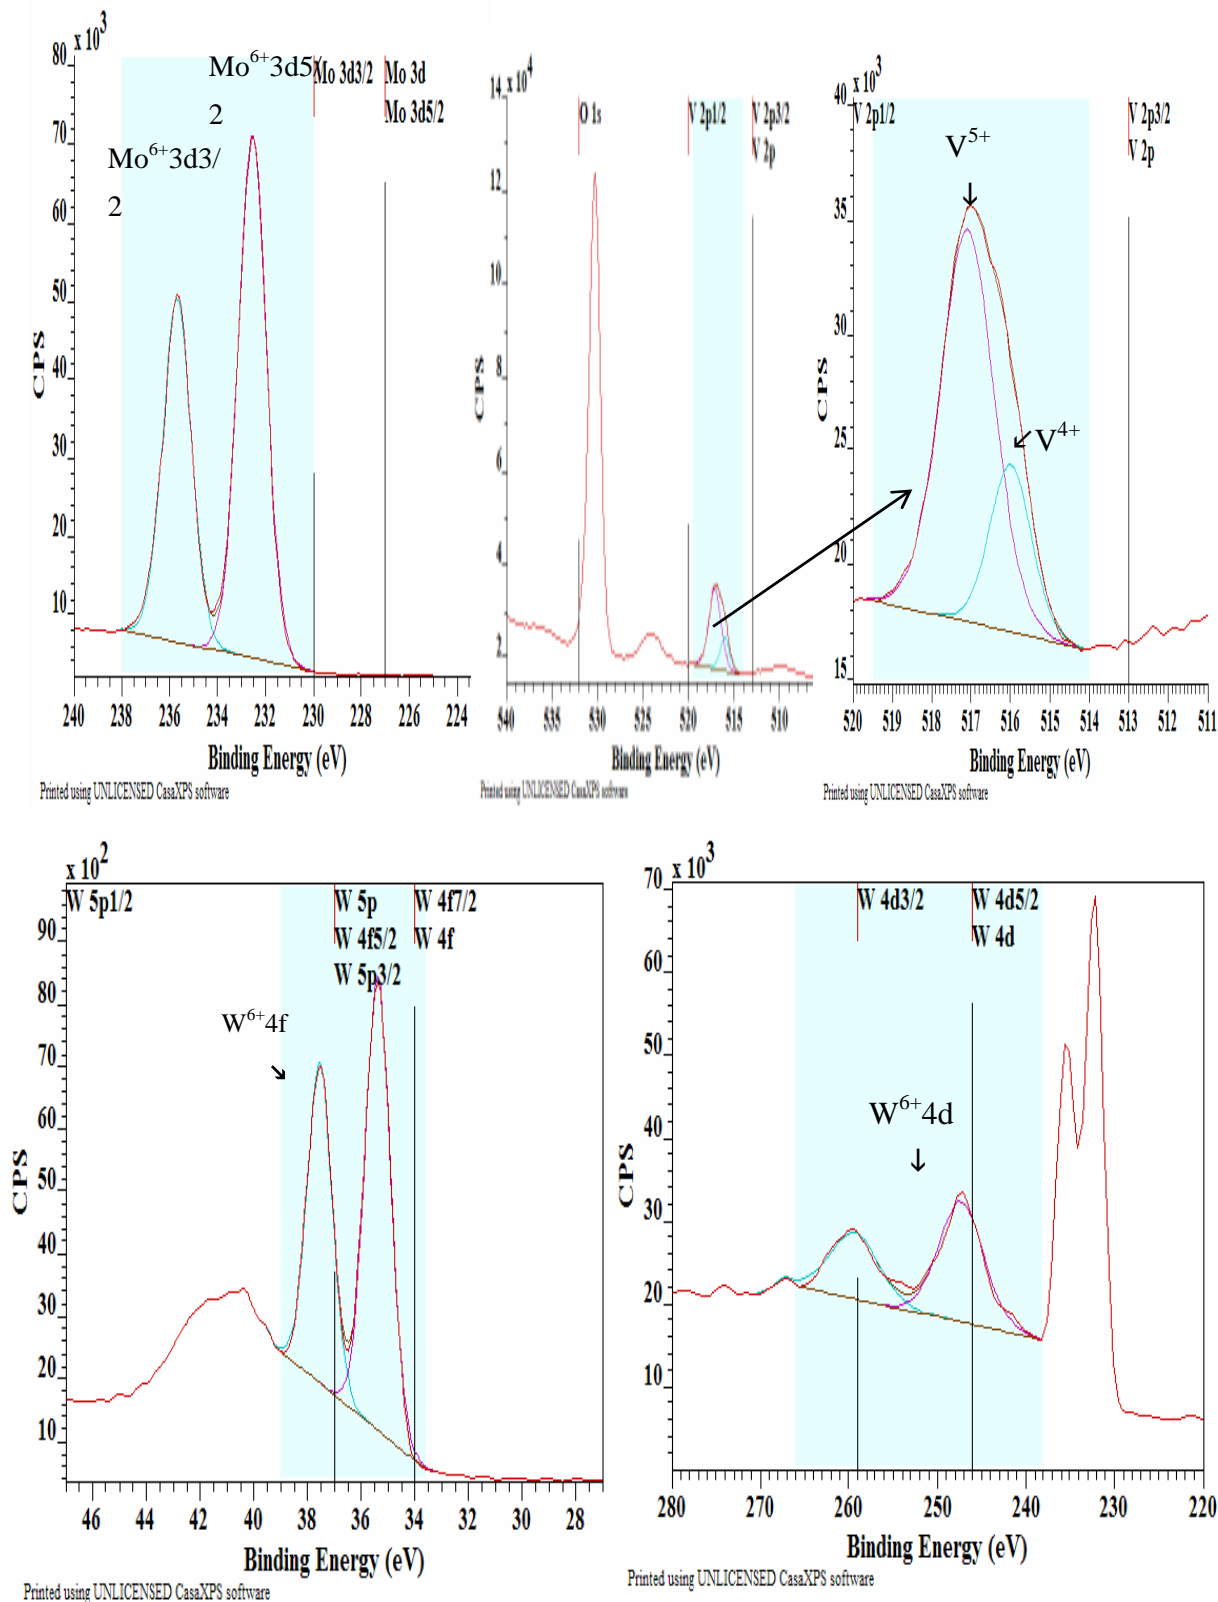 x 10³
80
70
60
50
40
30
20
10
CPS
Mo⁶⁺3d5/
2
Mo⁶⁺3d3/
2
Mo 3d3/2
Mo 3d
Mo 3d5/2
240 238 236 234 232 230 228 226 224
Binding Energy (eV)
Printed using UNLICENSED CasaXPS software
x 10⁴
14
12
10
8
6
4
2
CPS
O 1s
V 2p1/2
V 2p3/2
V 2p
540 535 530 525 520 515 510
Binding Energy (eV)
Printed using UNLICENSED CasaXPS software
x 10³
40
35
30
25
20
15
CPS
V 2p1/2
V 2p3/2
V 2p
V⁵⁺
V⁴⁺
520 519 518 517 516 515 514 513 512 511
Binding Energy (eV)
Printed using UNLICENSED CasaXPS software
x 10²
90
80
70
60
50
40
30
20
10
CPS
W 5p1/2
W 5p
W 4f5/2
W 5p3/2
W 4f7/2
W 4f
W⁶⁺4f
46 44 42 40 38 36 34 32 30 28
Binding Energy (eV)
Printed using UNLICENSED CasaXPS software
x 10³
70
60
50
40
30
20
10
CPS
W 4d3/2
W 4d5/2
W 4d
W⁶⁺4d
280 270 260 250 240 230 220
Binding Energy (eV)
Printed using UNLICENSED CasaXPS software